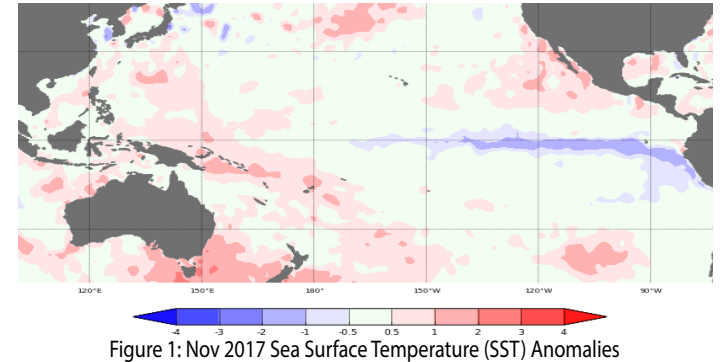 120°E 150°E 180° 150°W 120°W 90°W
-4 -3 -2 -1 -0.5 0.5 1 2 3 4
Figure 1: Nov 2017 Sea Surface Temperature (SST) Anomalies